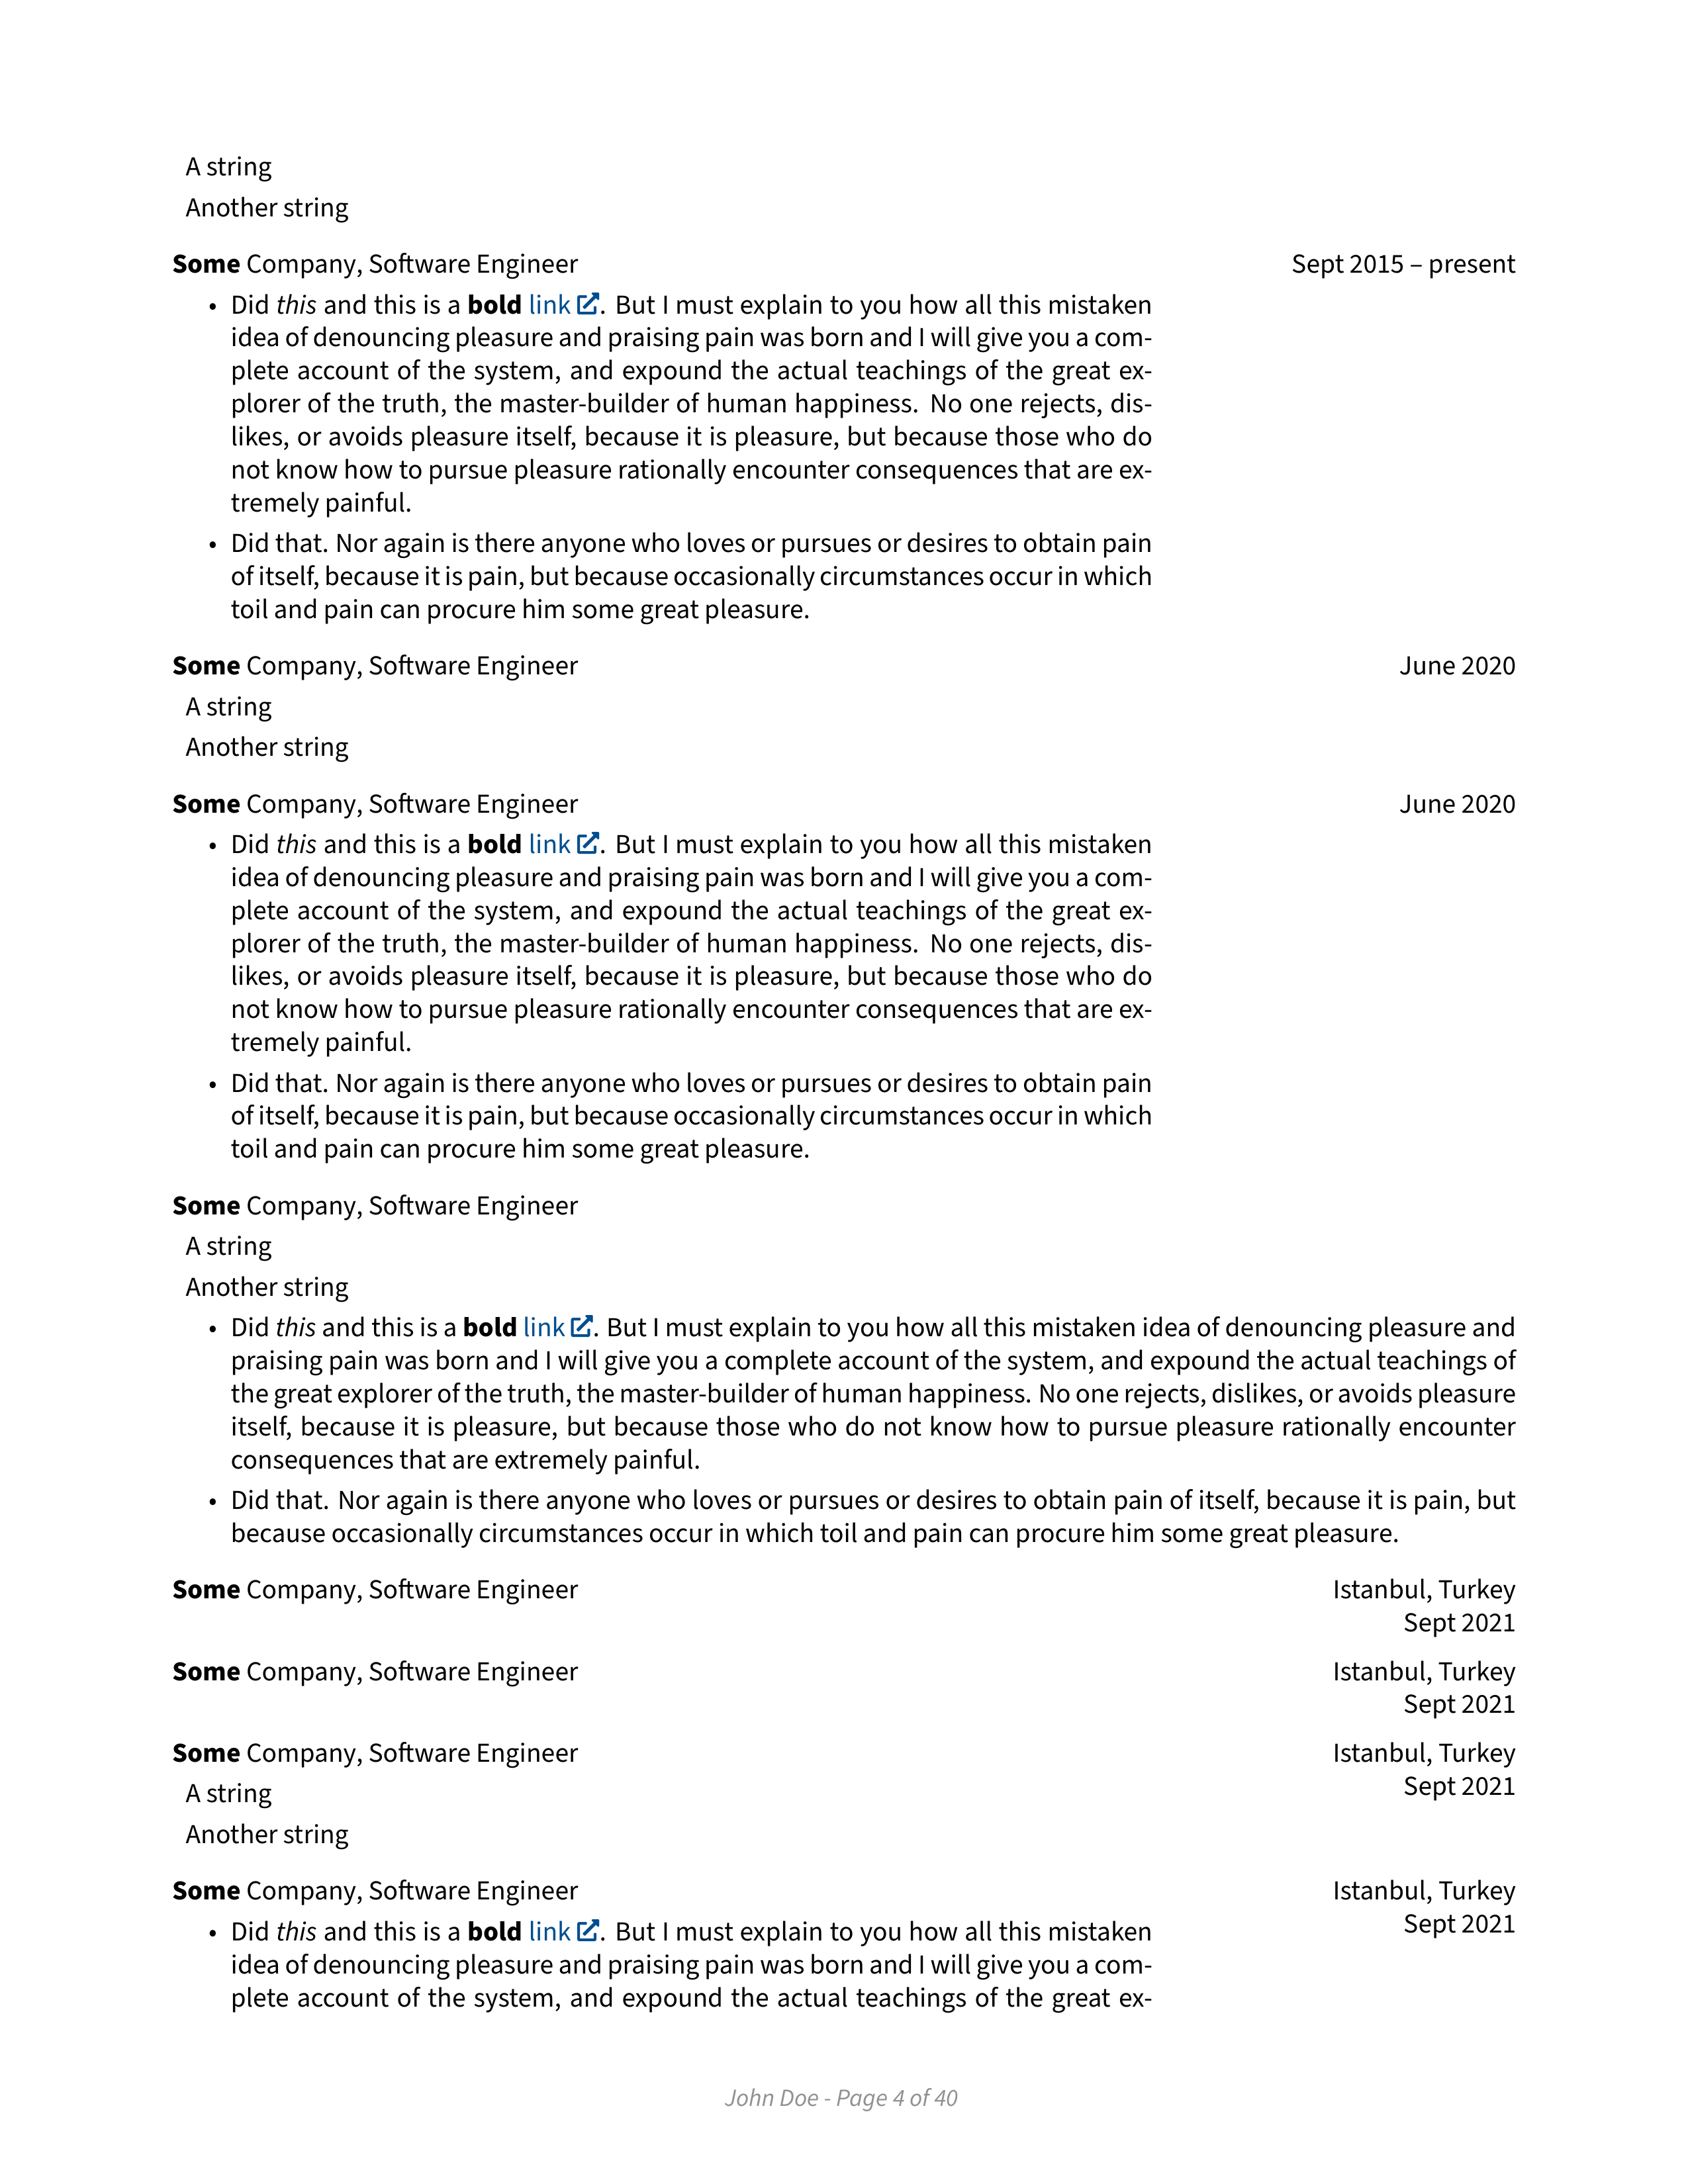 A string
Another string
Some Company, Software Engineer Sept 2015 – present
• Did this and this is a bold link. But I must explain to you how all this mistaken
idea of denouncing pleasure and praising pain was born and I will give you a com-
plete account of the system, and expound the actual teachings of the great ex-
plorer of the truth, the master-builder of human happiness. No one rejects, dis-
likes, or avoids pleasure itself, because it is pleasure, but because those who do
not know how to pursue pleasure rationally encounter consequences that are ex-
tremely painful.
• Did that. Nor again is there anyone who loves or pursues or desires to obtain pain
of itself, because it is pain, but because occasionally circumstances occur in which
toil and pain can procure him some great pleasure.
Some Company, Software Engineer June 2020
A string
Another string
Some Company, Software Engineer June 2020
• Did this and this is a bold link. But I must explain to you how all this mistaken
idea of denouncing pleasure and praising pain was born and I will give you a com-
plete account of the system, and expound the actual teachings of the great ex-
plorer of the truth, the master-builder of human happiness. No one rejects, dis-
likes, or avoids pleasure itself, because it is pleasure, but because those who do
not know how to pursue pleasure rationally encounter consequences that are ex-
tremely painful.
• Did that. Nor again is there anyone who loves or pursues or desires to obtain pain
of itself, because it is pain, but because occasionally circumstances occur in which
toil and pain can procure him some great pleasure.
Some Company, Software Engineer
A string
Another string
• Did this and this is a bold link. But I must explain to you how all this mistaken idea of denouncing pleasure and
praising pain was born and I will give you a complete account of the system, and expound the actual teachings of
the great explorer of the truth, the master-builder of human happiness. No one rejects, dislikes, or avoids pleasure
itself, because it is pleasure, but because those who do not know how to pursue pleasure rationally encounter
consequences that are extremely painful.
• Did that. Nor again is there anyone who loves or pursues or desires to obtain pain of itself, because it is pain, but
because occasionally circumstances occur in which toil and pain can procure him some great pleasure.
Some Company, Software Engineer Istanbul, Turkey
Sept 2021
Some Company, Software Engineer Istanbul, Turkey
Sept 2021
Some Company, Software Engineer Istanbul, Turkey
Sept 2021
A string
Another string
Some Company, Software Engineer Istanbul, Turkey
Sept 2021
• Did this and this is a bold link. But I must explain to you how all this mistaken
idea of denouncing pleasure and praising pain was born and I will give you a com-
plete account of the system, and expound the actual teachings of the great ex-
John Doe - Page 4 of 40